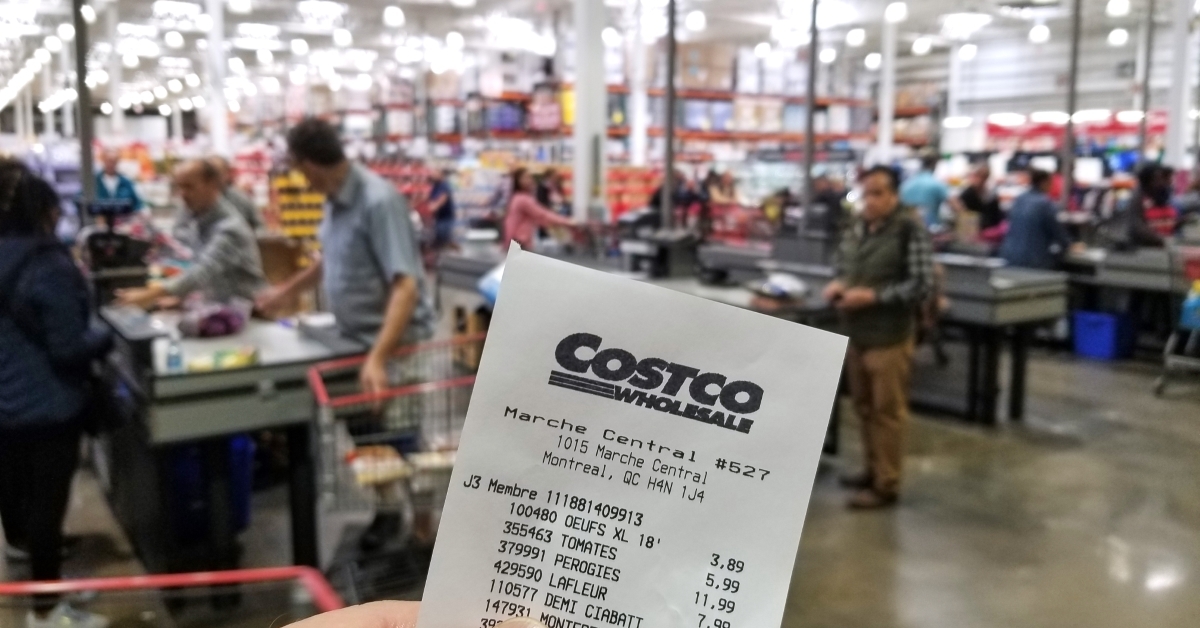 COSTCO
WHOLESALE
Marche Central #527
1015 Marche Central
Montreal, QC H4N 1J4
J3 Membre 111881409913
100480 OEUFS XL 18' 3,89
355463 TOMATES 5,99
379991 PEROGIES 11,99
429590 LAFLEUR 7,99
110577 DEMI CIABATT
147931